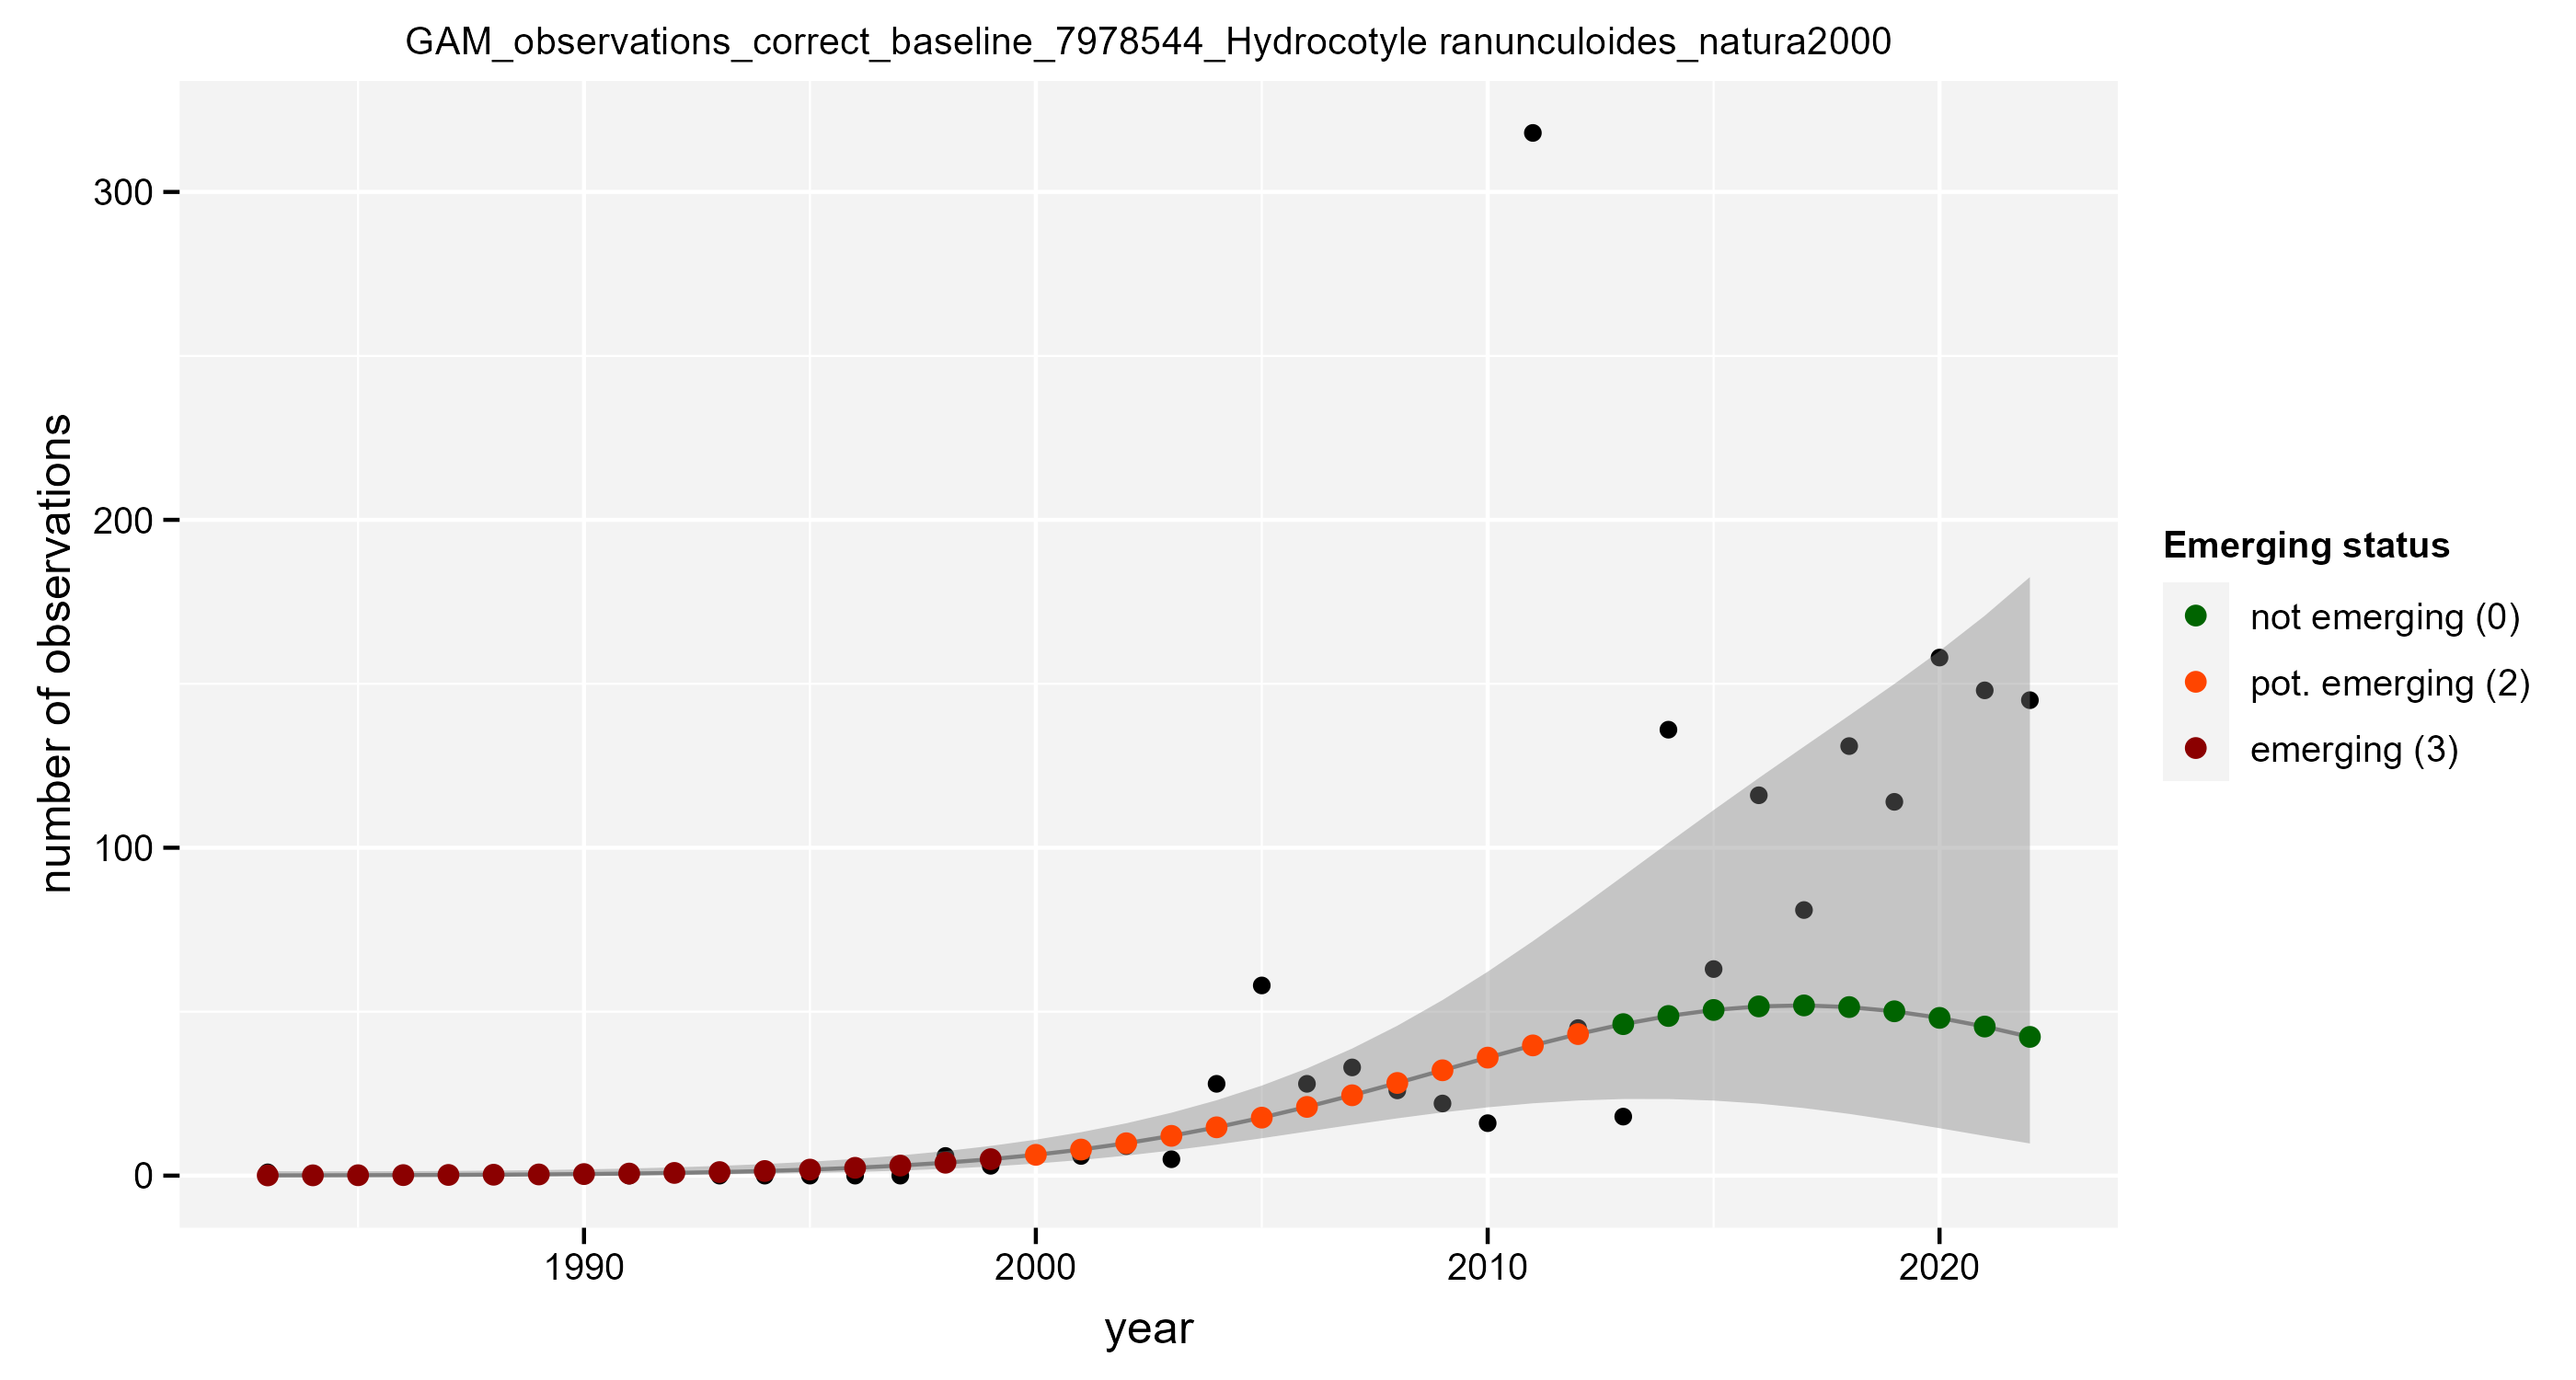 GAM_observations_correct_baseline_7978544_Hydrocotyle ranunculoides_natura2000
number of observations
300
200
100
0
1990 2000 2010 2020
year
Emerging status
not emerging (0)
pot. emerging (2)
emerging (3)